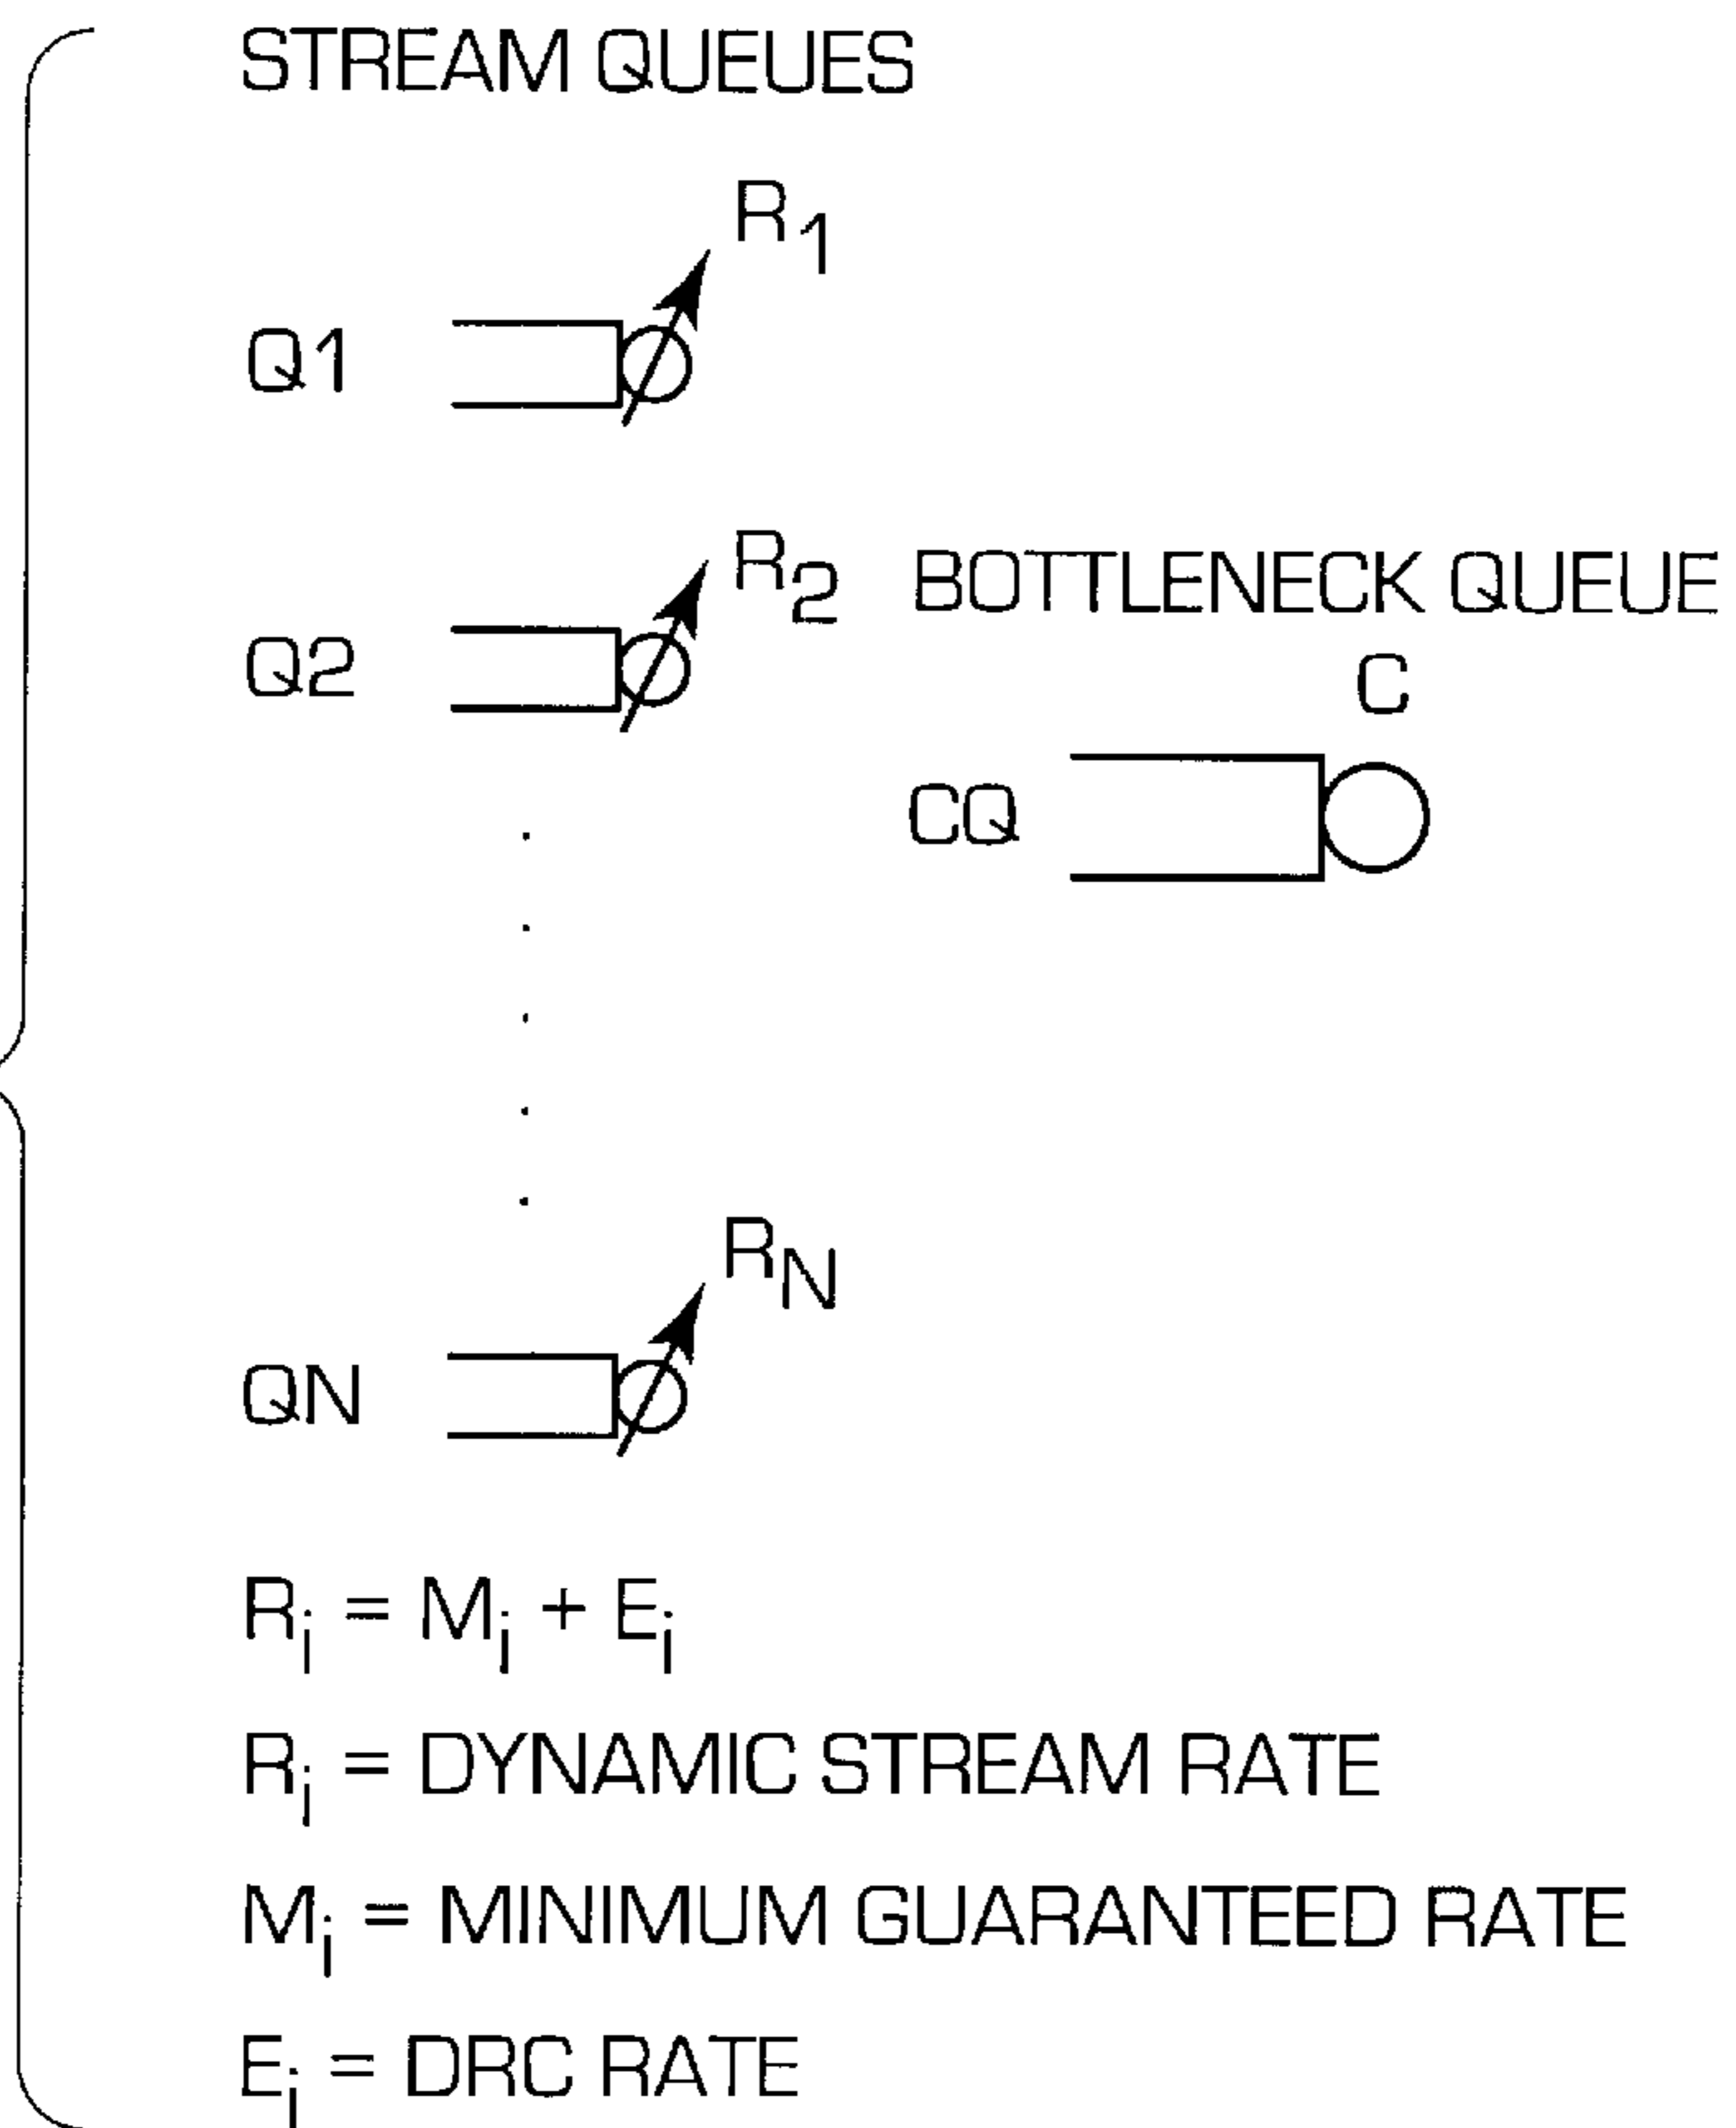 STREAM QUEUES
R1
Q1
R2
BOTTLENECK QUEUE
Q2
C
CQ
RN
QN
Ri = Mi + Ei
Ri = DYNAMIC STREAM RATE
Mi = MINIMUM GUARANTEED RATE
Ei = DRC RATE